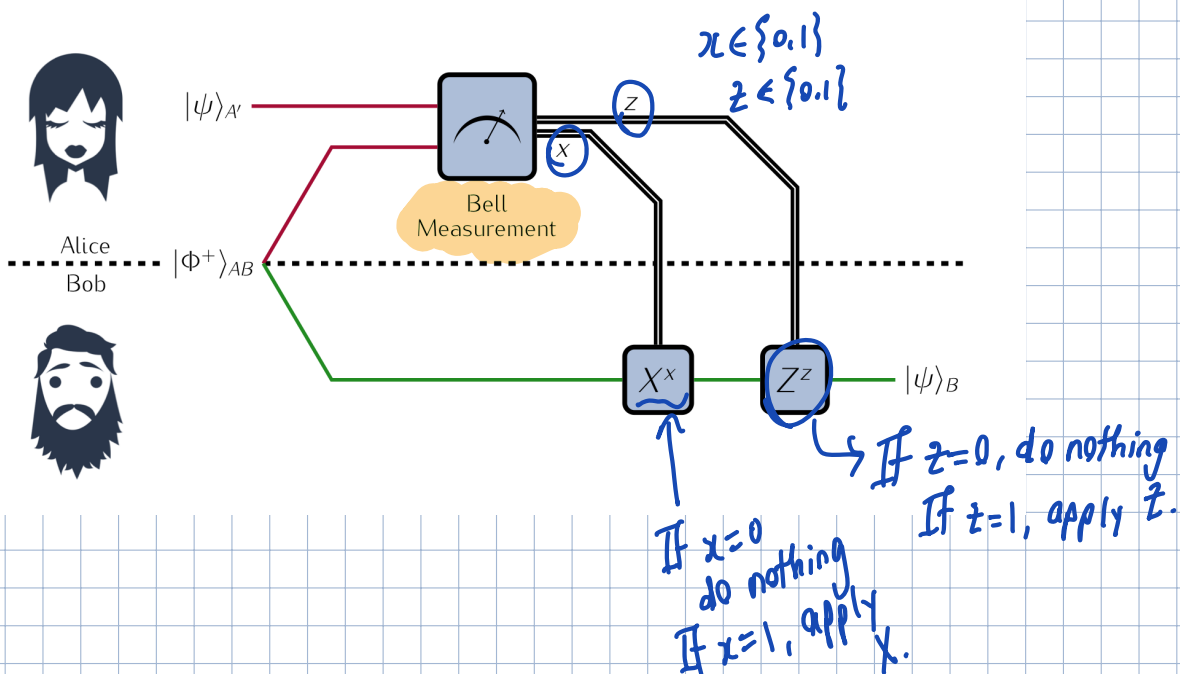 x ∈ {0,1}
z ∈ {0,1}
|ψ⟩A′
z
x
Bell
Measurement
Alice
|Φ⁺⟩AB
Bob
Xˣ
Zᶻ
|ψ⟩B
If z=0, do nothing
If z=1, apply Z.
If x=0
do nothing
If x=1, apply
X.